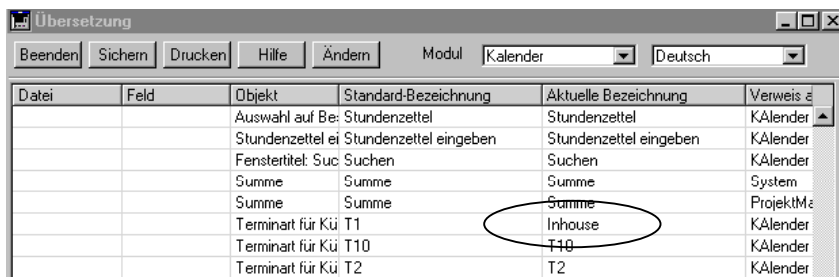 Übersetzung
Beenden Sichern Drucken Hilfe Ändern Modul Kalender Deutsch
Datei Feld Objekt Standard-Bezeichnung Aktuelle Bezeichnung Verweis a
Auswahl auf Be: Stundenzettel Stundenzettel KAlender
Stundenzettel ei Stundenzettel eingeben Stundenzettel eingeben KAlender
Fenstertitel: Suc Suchen Suchen KAlender
Summe Summe Summe System
Summe Summe Summe ProjektMa
Terminart für Kü T1 Inhouse KAlender
Terminart für Kü T10 T10 KAlender
Terminart für Kü T2 T2 KAlender